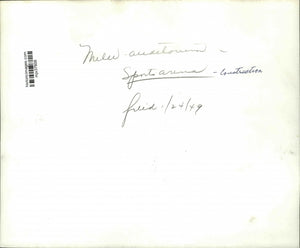 Milw - auditorium -
Sports arena - Construction
filed 1/24/49